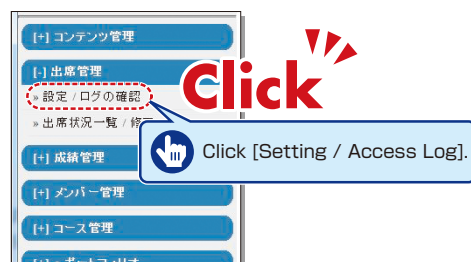 [+] コンテンツ管理
[-] 出席管理
» 設定 / ログの確認
Click
» 出席状況一覧 / 修
Click [Setting / Access Log].
[+] 成績管理
[+] メンバー管理
[+] コース管理